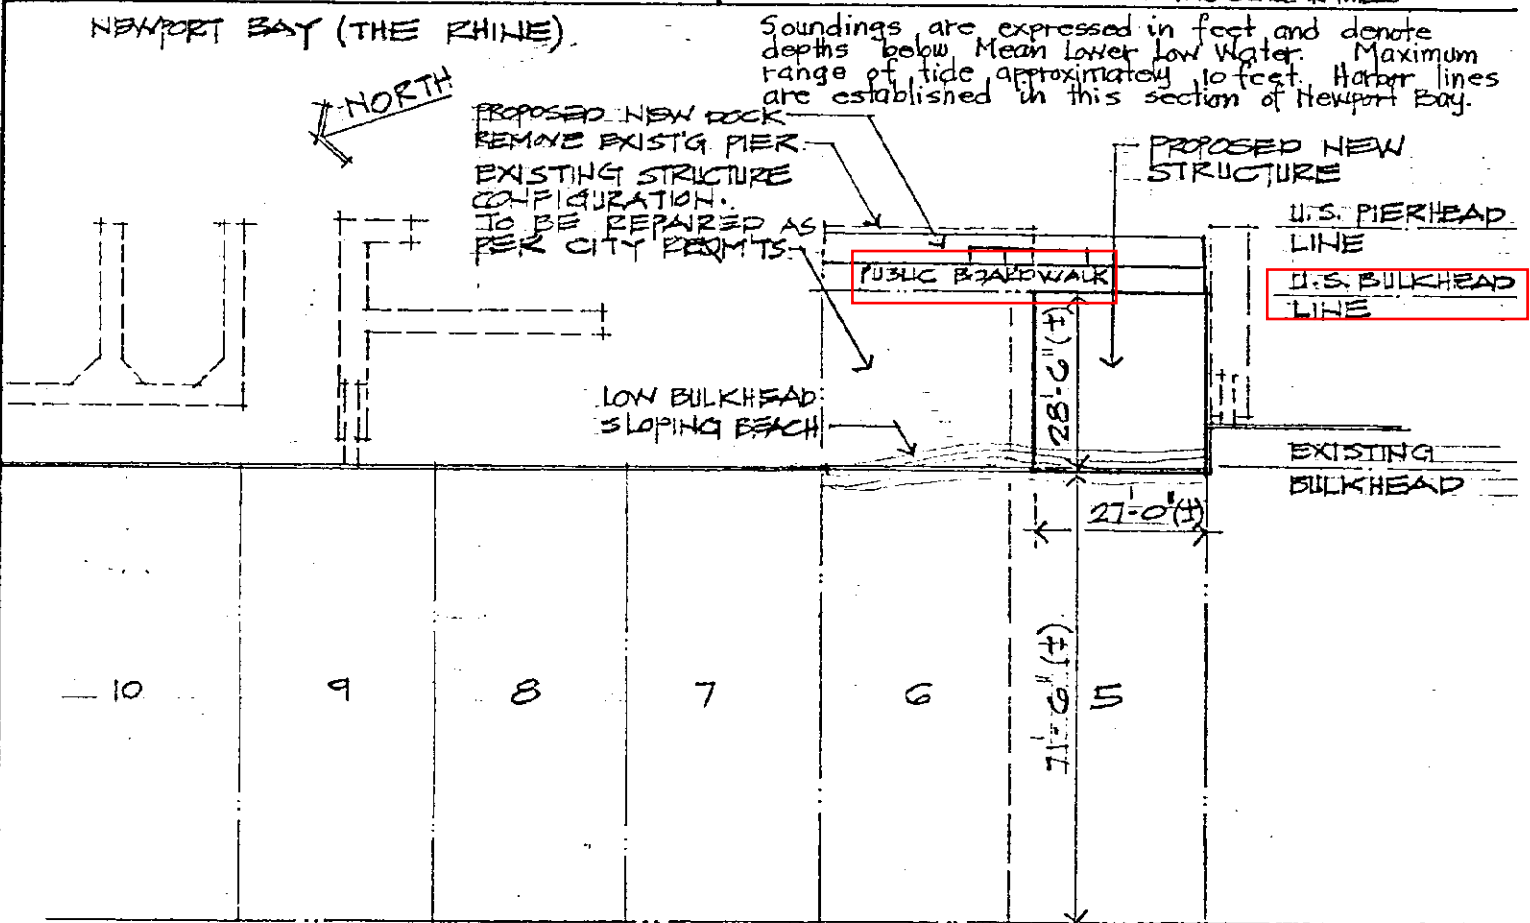 NEWPORT BAY (THE RHINE)
Soundings are expressed in feet and denote
depths below Mean Lower Low Water. Maximum
range of tide approximately 10 feet. Harbor lines
are established in this section of Newport Bay.
NORTH
PROPOSED NEW DOCK
REMOVE EXIST'G PIER
EXISTING STRUCTURE
CONFIGURATION.
TO BE REPAIRED AS
PER CITY PERMTS.
PROPOSED NEW
STRUCTURE
U.S. PIERHEAD
LINE
PUBLIC BOARDWALK
U.S. BULKHEAD
LINE
28'-6" (±)
LOW BULKHEAD
SLOPING BEACH
EXISTING
BULKHEAD
27'-0" (±)
71'-6" (±)
10
9
8
7
6
5